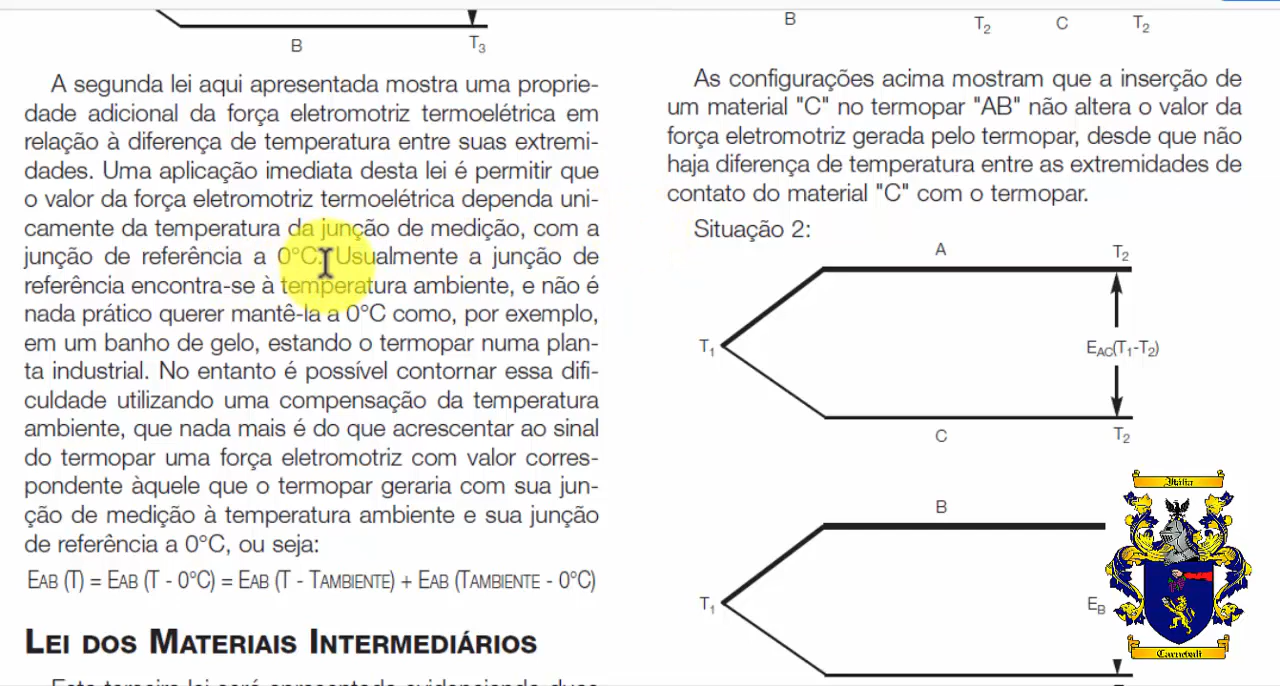 B
T3
A segunda lei aqui apresentada mostra uma proprie-
dade adicional da força eletromotriz termoelétrica em
relação à diferença de temperatura entre suas extremi-
dades. Uma aplicação imediata desta lei é permitir que
o valor da força eletromotriz termoelétrica dependa uni-
camente da temperatura da junção de medição, com a
junção de referência a 0°C. Usualmente a junção de
referência encontra-se à temperatura ambiente, e não é
nada prático querer mantê-la a 0°C como, por exemplo,
em um banho de gelo, estando o termopar numa plan-
ta industrial. No entanto é possível contornar essa difi-
culdade utilizando uma compensação da temperatura
ambiente, que nada mais é do que acrescentar ao sinal
do termopar uma força eletromotriz com valor corres-
pondente àquele que o termopar geraria com sua jun-
ção de medição à temperatura ambiente e sua junção
de referência a 0°C, ou seja:
EAB (T) = EAB (T - 0°C) = EAB (T - TAMBIENTE) + EAB (TAMBIENTE - 0°C)
LEI DOS MATERIAIS INTERMEDIÁRIOS
B
T2 C T2
As configurações acima mostram que a inserção de
um material "C" no termopar "AB" não altera o valor da
força eletromotriz gerada pelo termopar, desde que não
haja diferença de temperatura entre as extremidades de
contato do material "C" com o termopar.
Situação 2:
A
T2
T1
EAC(T1-T2)
C
T2
B
T1
EB
Itália
Carnevali